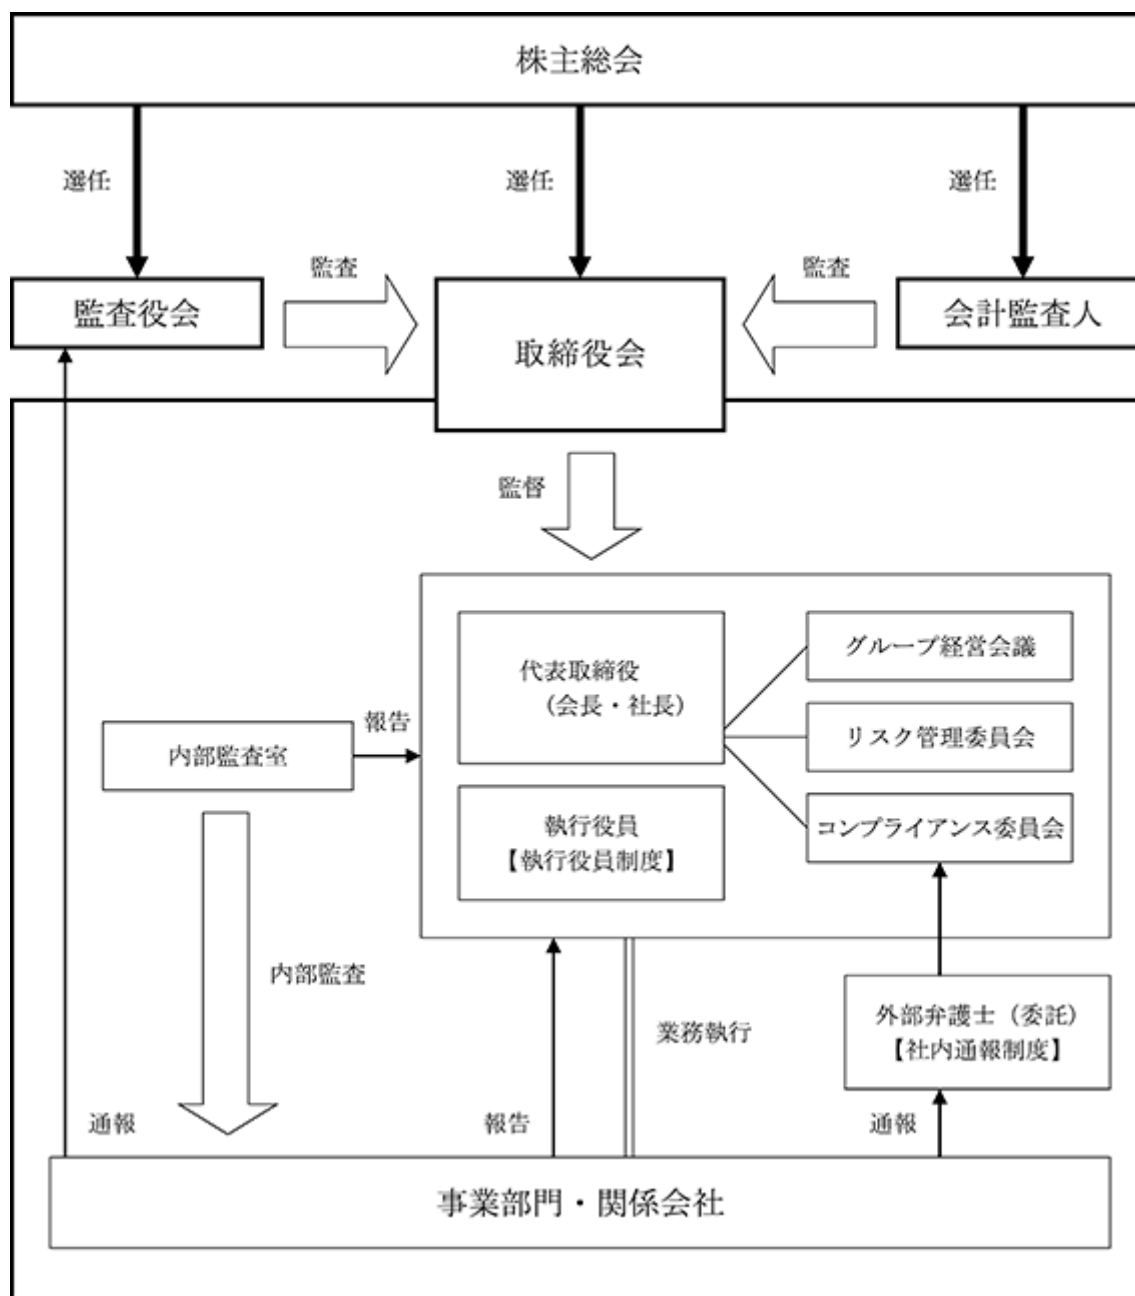 株主総会
選任
選任
選任
監査
監査
監査役会
取締役会
会計監査人
監督
代表取締役
(会長・社長)
グループ経営会議
リスク管理委員会
コンプライアンス委員会
報告
内部監査室
執行役員
【執行役員制度】
内部監査
業務執行
外部弁護士(委託)
【社内通報制度】
通報
報告
通報
事業部門・関係会社